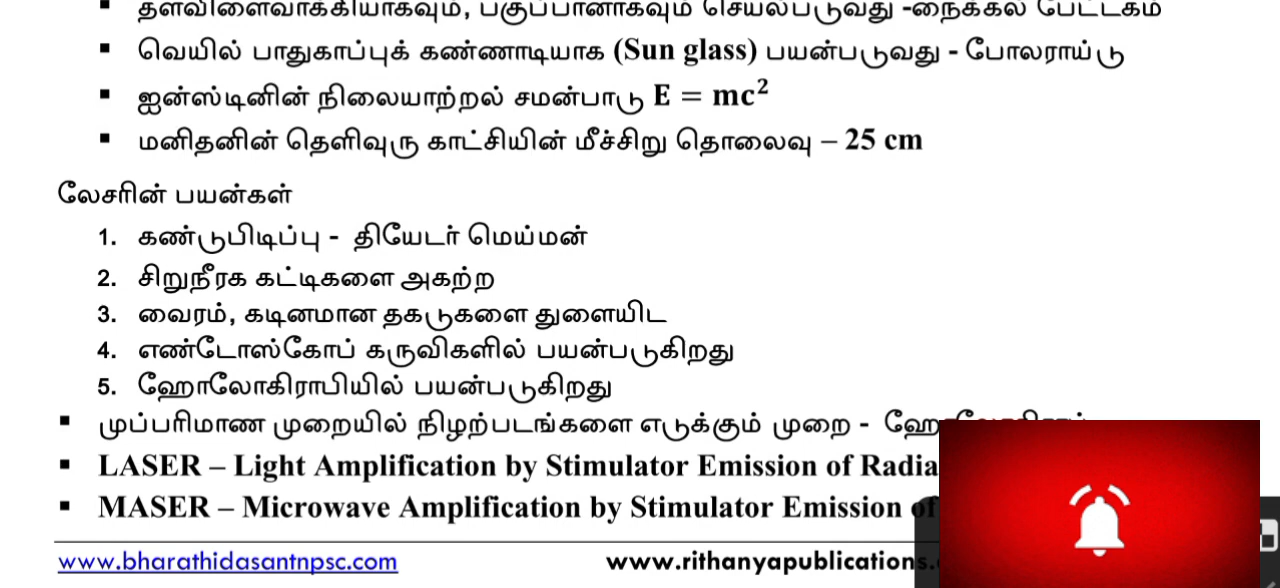 தளவிளைவாக்கியாகவும், பகுப்பானாகவும் செயல்படுவது -நைக்கல் பேட்டகம்
▪ வெயில் பாதுகாப்புக் கண்ணாடியாக (Sun glass) பயன்படுவது - போலராய்டு
▪ ஐன்ஸ்டினின் நிலையாற்றல் சமன்பாடு E = mc²
▪ மனிதனின் தெளிவுரு காட்சியின் மீச்சிறு தொலைவு – 25 cm
லேசரின் பயன்கள்
1. கண்டுபிடிப்பு - தியேடர் மெய்மன்
2. சிறுநீரக கட்டிகளை அகற்ற
3. வைரம், கடினமான தகடுகளை துளையிட
4. எண்டோஸ்கோப் கருவிகளில் பயன்படுகிறது
5. ஹோலோகிராபியில் பயன்படுகிறது
▪ முப்பரிமாண முறையில் நிழற்படங்களை எடுக்கும் முறை -
▪ LASER – Light Amplification by Stimulator Emission of Radia
▪ MASER – Microwave Amplification by Stimulator Emission of
www.bharathidasantnpsc.com www.rithanyapublications.